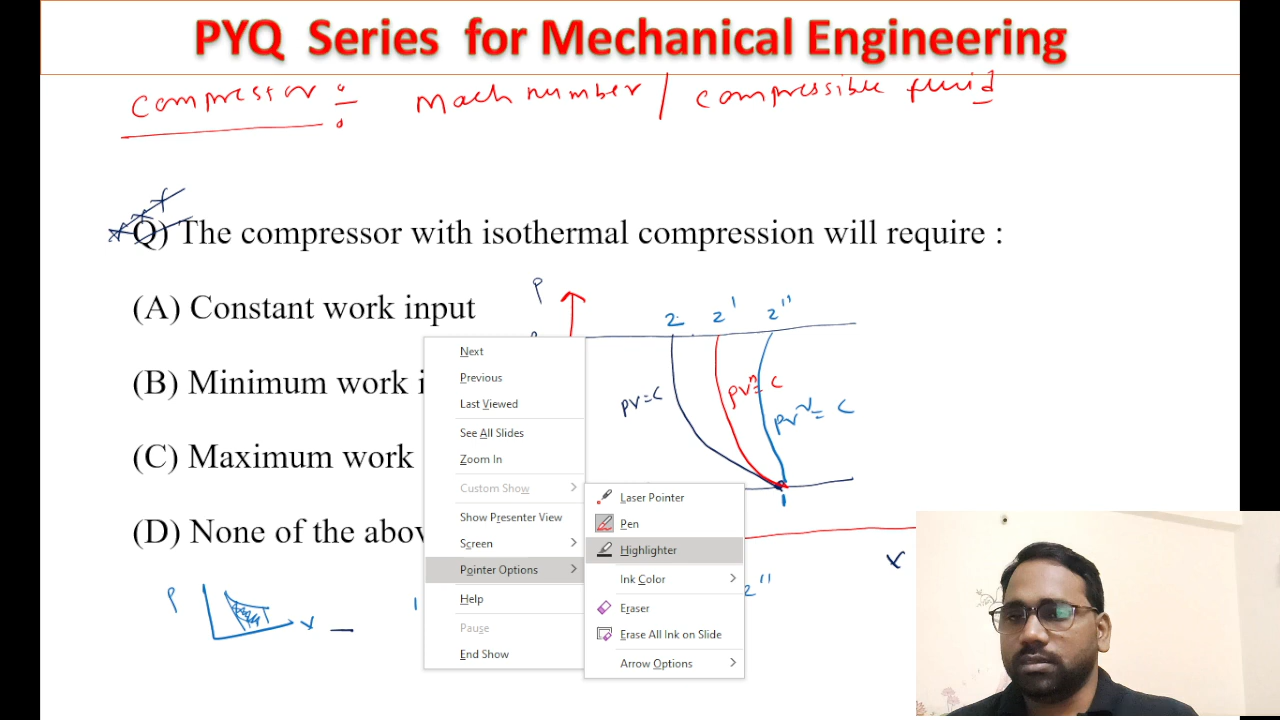 PYQ Series for Mechanical Engineering
compressor : Mach number / compressible fluid
Q) The compressor with isothermal compression will require :
(A) Constant work input
P
2 2' 2"
(B) Minimum work i
PV=C PVⁿ=C PVᵞ=C
(C) Maximum work
1
(D) None of the abov
2"
P V
Next
Previous
Last Viewed
See All Slides
Zoom In
Custom Show
Show Presenter View
Screen
Pointer Options
Help
Pause
End Show
Laser Pointer
Pen
Highlighter
Ink Color
Eraser
Erase All Ink on Slide
Arrow Options